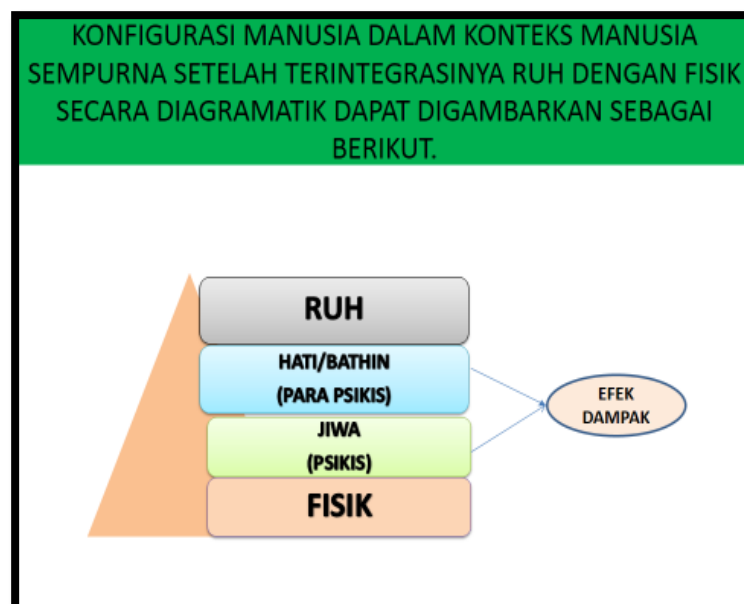 KONFIGURASI MANUSIA DALAM KONTEKS MANUSIA
SEMPURNA SETELAH TERINTEGRASINYA RUH DENGAN FISIK
SECARA DIAGRAMATIK DAPAT DIGAMBARKAN SEBAGAI
BERIKUT.
RUH
HATI/BATHIN
(PARA PSIKIS)
JIWA
(PSIKIS)
FISIK
EFEK
DAMPAK